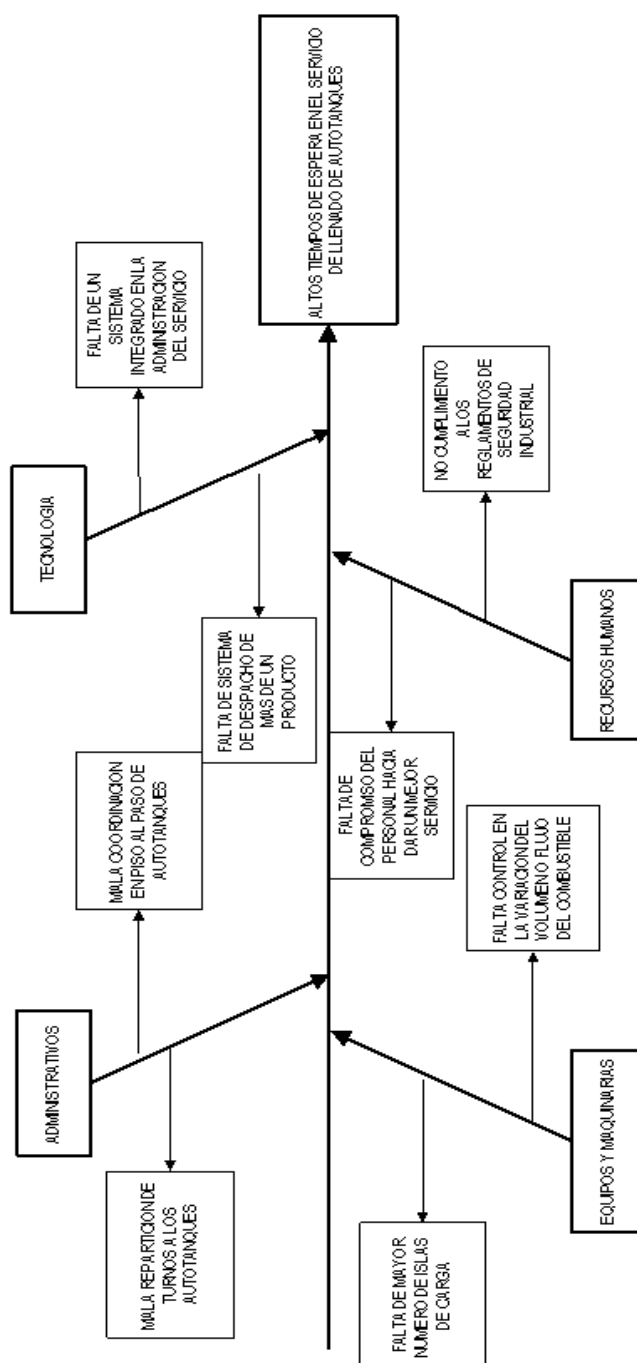 ADMINISTRATIVOS
TECNOLOGIA
MALA REPARTICION DE
TURNOS A LOS
AUTOTANQUES
MALA COORDINACION
EN PISO AL PASO DE
AUTOTANQUES
FALTA DE SISTEMA
DE DESPACHO DE
MAS DE UN
PRODUCTO
FALTA DE UN
SISTEMA
INTEGRADO EN LA
ADMINISTRACION
DEL SERVICIO
ALTOS TIEMPOS DE ESPERA EN EL SERVICIO
DE LLENADO DE AUTOTANQUES
FALTA DE MAYOR
NUMERO DE ISLAS
DE CARGA
FALTA CONTROL EN
LA VARIACION DEL
VOLUMEN O FLUJO
DEL COMBUSTIBLE
FALTA DE
COMPROMISO DEL
PERSONAL HACIA
DAR UN MEJOR
SERVICIO
NO CUMPLIMIENTO
A LOS
REGLAMENTOS DE
SEGURIDAD
INDUSTRIAL
EQUIPOS Y MAQUINARIAS
RECURSOS HUMANOS